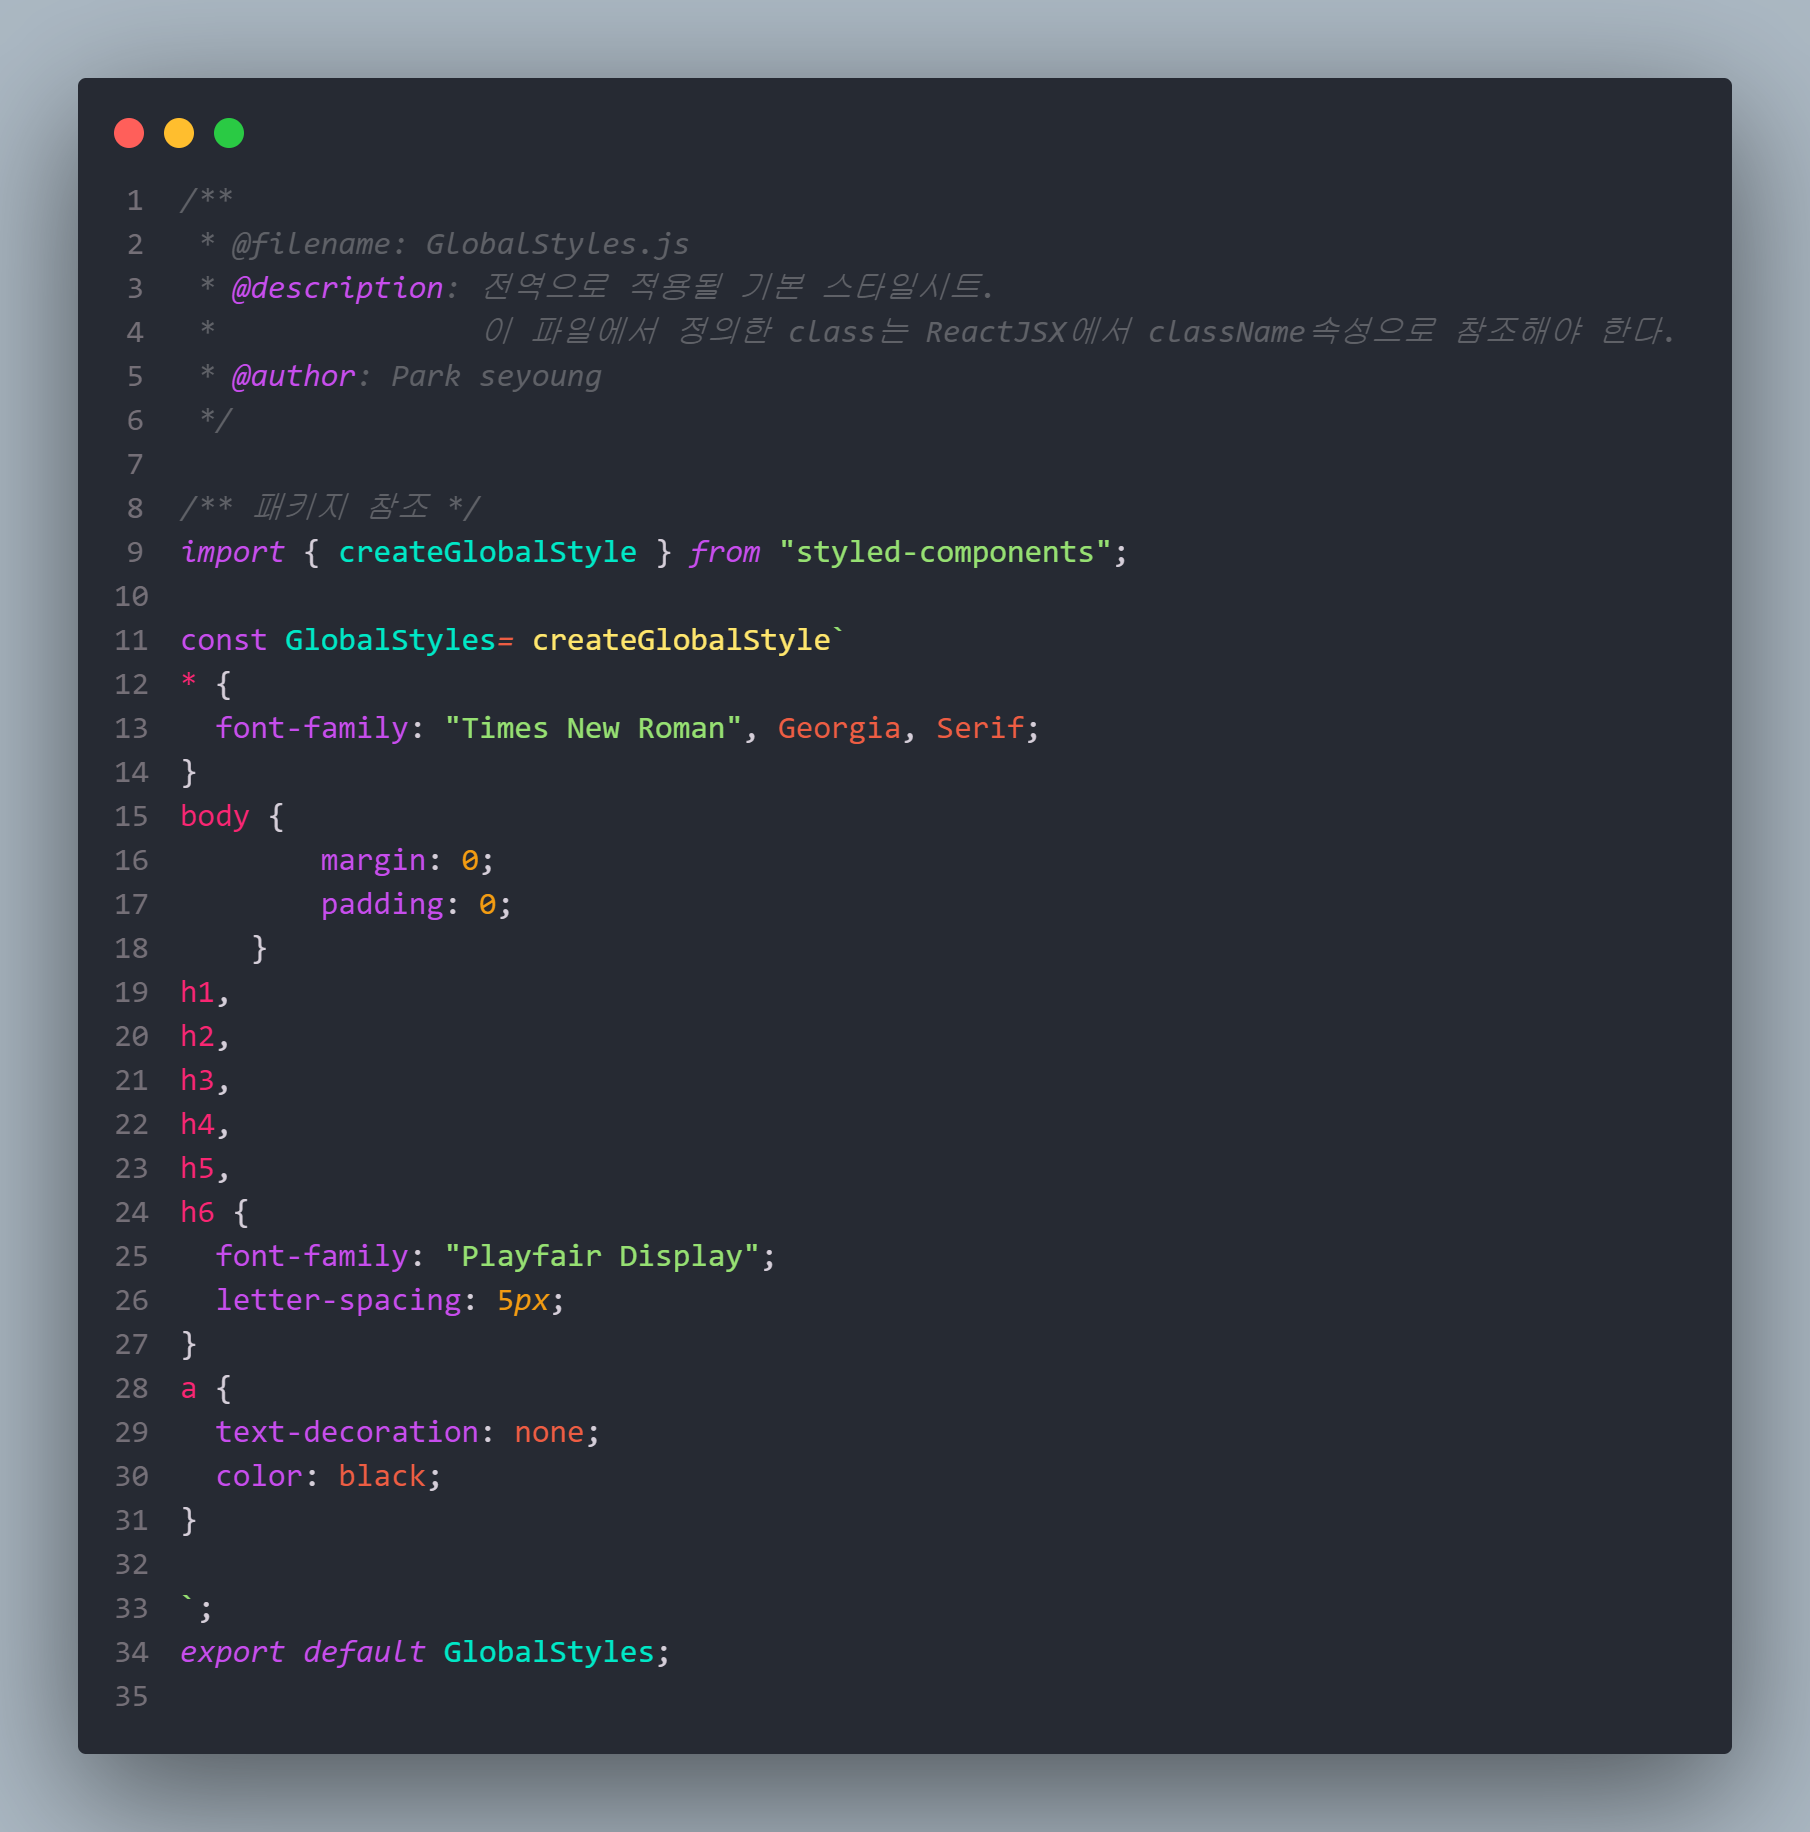 1 /**
2  * @filename: GlobalStyles.js
3  * @description: 전역으로 적용될 기본 스타일시트.
4  *               이 파일에서 정의한 class는 ReactJSX에서 className속성으로 참조해야 한다.
5  * @author: Park seyoung
6  */
7
8 /** 패키지 참조 */
9 import { createGlobalStyle } from "styled-components";
10
11 const GlobalStyles= createGlobalStyle`
12 * {
13   font-family: "Times New Roman", Georgia, Serif;
14 }
15 body {
16         margin: 0;
17         padding: 0;
18     }
19 h1,
20 h2,
21 h3,
22 h4,
23 h5,
24 h6 {
25   font-family: "Playfair Display";
26   letter-spacing: 5px;
27 }
28 a {
29   text-decoration: none;
30   color: black;
31 }
32
33 `;
34 export default GlobalStyles;
35